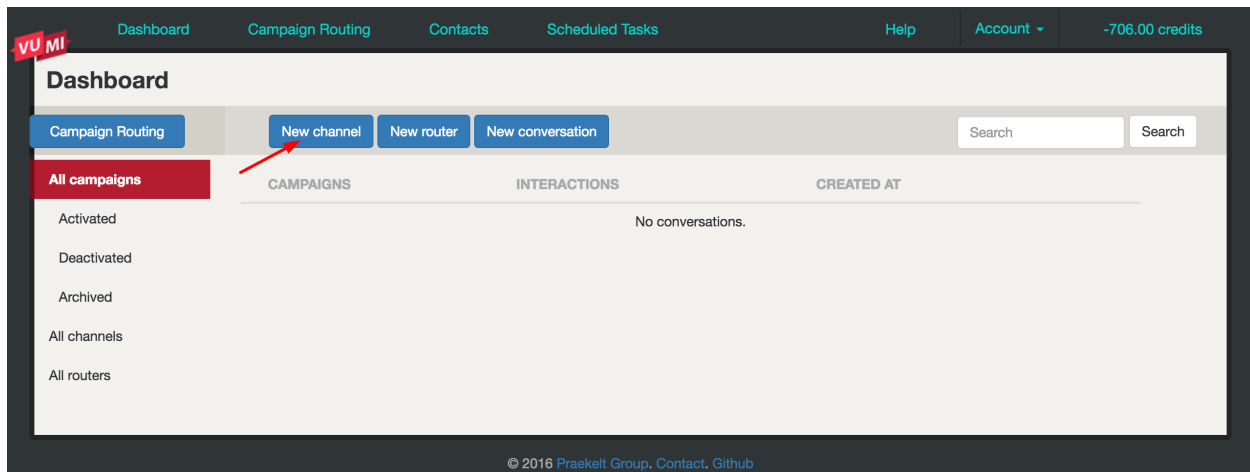 Dashboard Campaign Routing Contacts Scheduled Tasks Help Account -706.00 credits
VUMI
Dashboard
Campaign Routing New channel New router New conversation Search Search
All campaigns
CAMPAIGNS INTERACTIONS CREATED AT
Activated
No conversations.
Deactivated
Archived
All channels
All routers
© 2016 Praekelt Group. Contact. Github